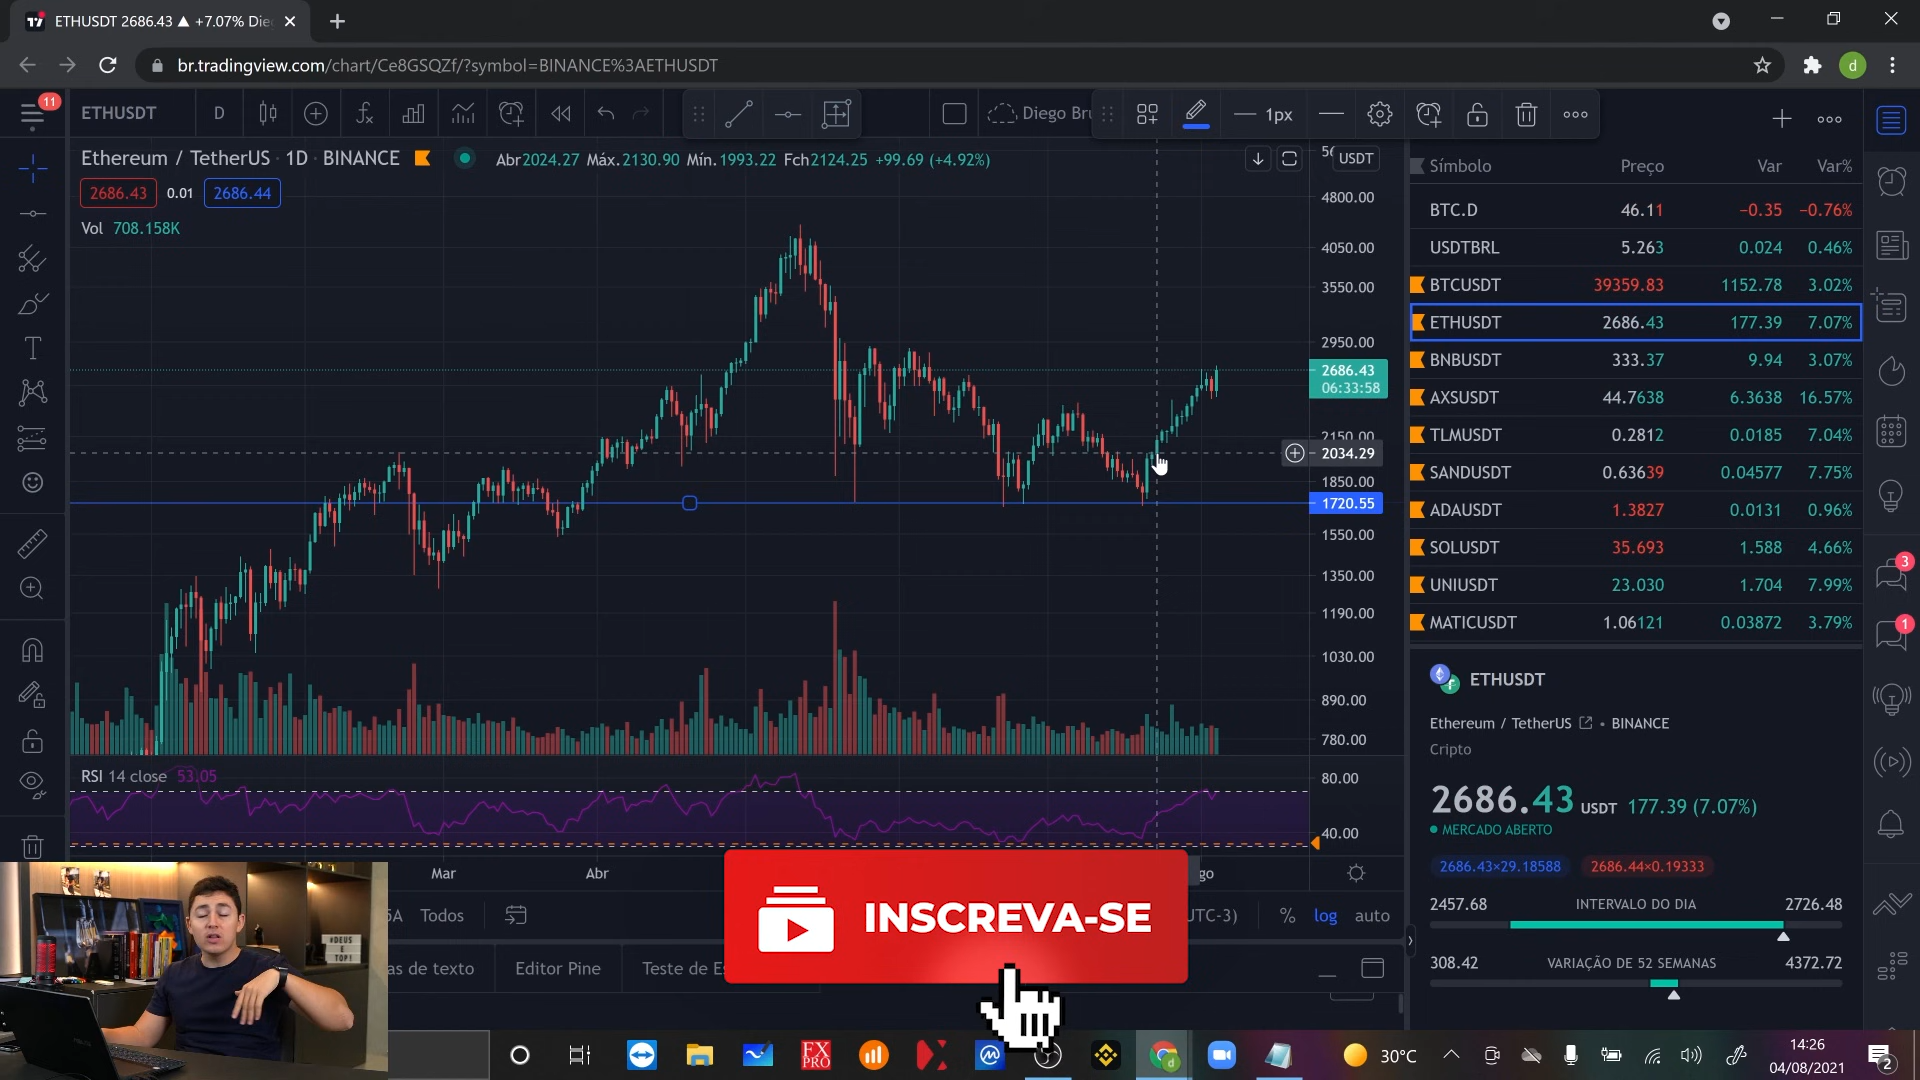 ETHUSDT 2686.43 ▲ +7.07% Die
br.tradingview.com/chart/Ce8GSQZf/?symbol=BINANCE%3AETHUSDT
11
ETHUSDT
D
Diego Bru
1px
Ethereum / TetherUS · 1D · BINANCE
Abr2024.27 Máx.2130.90 Mín.1993.22 Fch2124.25 +99.69 (+4.92%)
USDT
2686.43
0.01
2686.44
Vol 708.158K
4800.00
4050.00
3550.00
2950.00
2686.43
06:33:58
2150.00
2034.29
1850.00
1720.55
1550.00
1350.00
1190.00
1030.00
890.00
780.00
RSI 14 close 53.05
80.00
40.00
Mar
Abr
go
5A
Todos
UTC-3)
%
log
auto
as de texto
Editor Pine
Teste de Es
INSCREVA-SE
#DEUS
E
TOP!
Símbolo Preço Var Var%
BTC.D 46.11 −0.35 −0.76%
USDTBRL 5.263 0.024 0.46%
BTCUSDT 39359.83 1152.78 3.02%
ETHUSDT 2686.43 177.39 7.07%
BNBUSDT 333.37 9.94 3.07%
AXSUSDT 44.7638 6.3638 16.57%
TLMUSDT 0.2812 0.0185 7.04%
SANDUSDT 0.63639 0.04577 7.75%
ADAUSDT 1.3827 0.0131 0.96%
SOLUSDT 35.693 1.588 4.66%
UNIUSDT 23.030 1.704 7.99%
MATICUSDT 1.06121 0.03872 3.79%
3
1
ETHUSDT
Ethereum / TetherUS • BINANCE
Cripto
2686.43 USDT 177.39 (7.07%)
MERCADO ABERTO
2686.43×29.18588
2686.44×0.19333
2457.68 INTERVALO DO DIA 2726.48
308.42 VARIAÇÃO DE 52 SEMANAS 4372.72
d
FX
PRO
30°C
14:26
04/08/2021
2